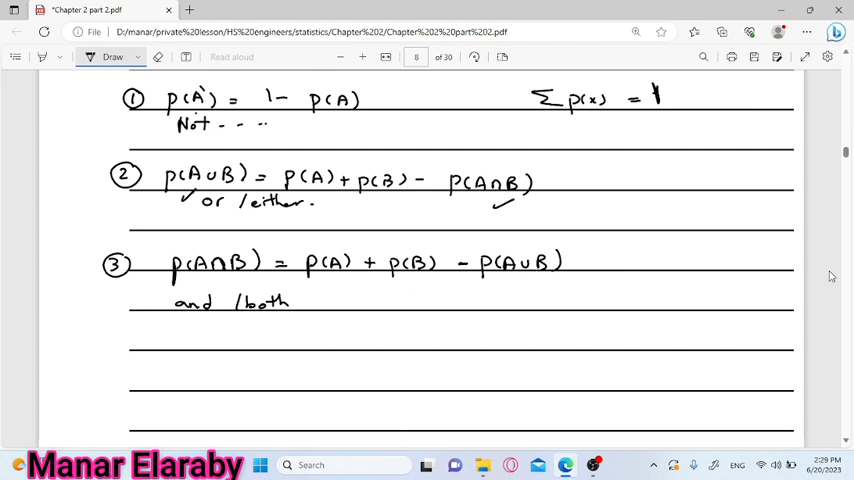 *Chapter 2 part 2.pdf
File D:/manar/private%20lesson/HS%20engineers/statistics/Chapter%202/Chapter%202%20part%202.pdf
Draw Read aloud 8 of 30
① p(A') = 1 - p(A) Σ p(x) = 1
Not - - -
② p(A∪B) = p(A) + p(B) - p(A∩B)
✓ or /either. ✓
③ p(A∩B) = p(A) + p(B) - p(A∪B)
and /both
Manar Elaraby
Search
ENG
2:29 PM
6/20/2023